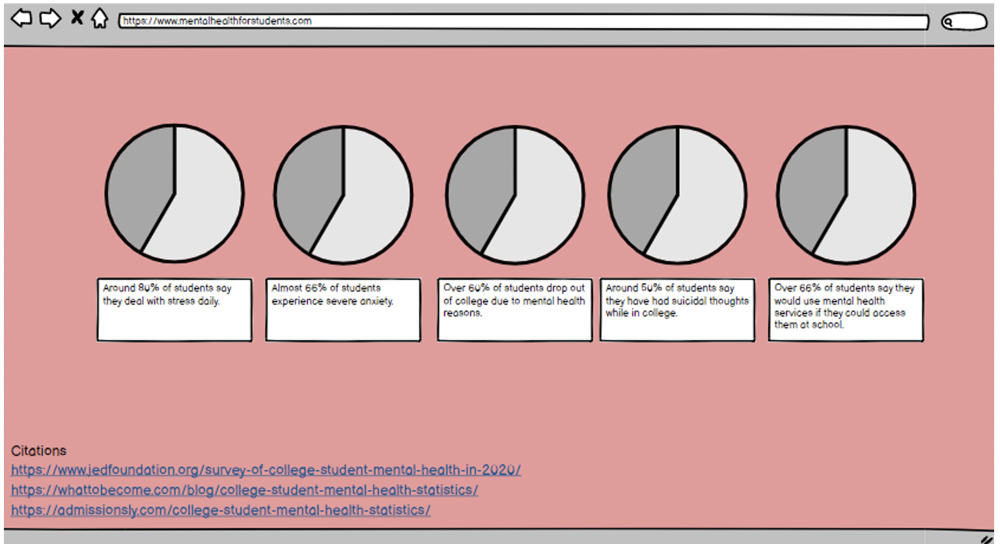 https://www.mentalhealthforstudents.com
Around 80% of students say
they deal with stress daily.
Almost 66% of students
experience severe anxiety.
Over 60% of students drop out
of college due to mental health
reasons.
Around 50% of students say
they have had suicidal thoughts
while in college.
Over 66% of students say they
would use mental health
services if they could access
them at school.
Citations
https://www.jedfoundation.org/survey-of-college-student-mental-health-in-2020/
https://whattobecome.com/blog/college-student-mental-health-statistics/
https://admissionsly.com/college-student-mental-health-statistics/